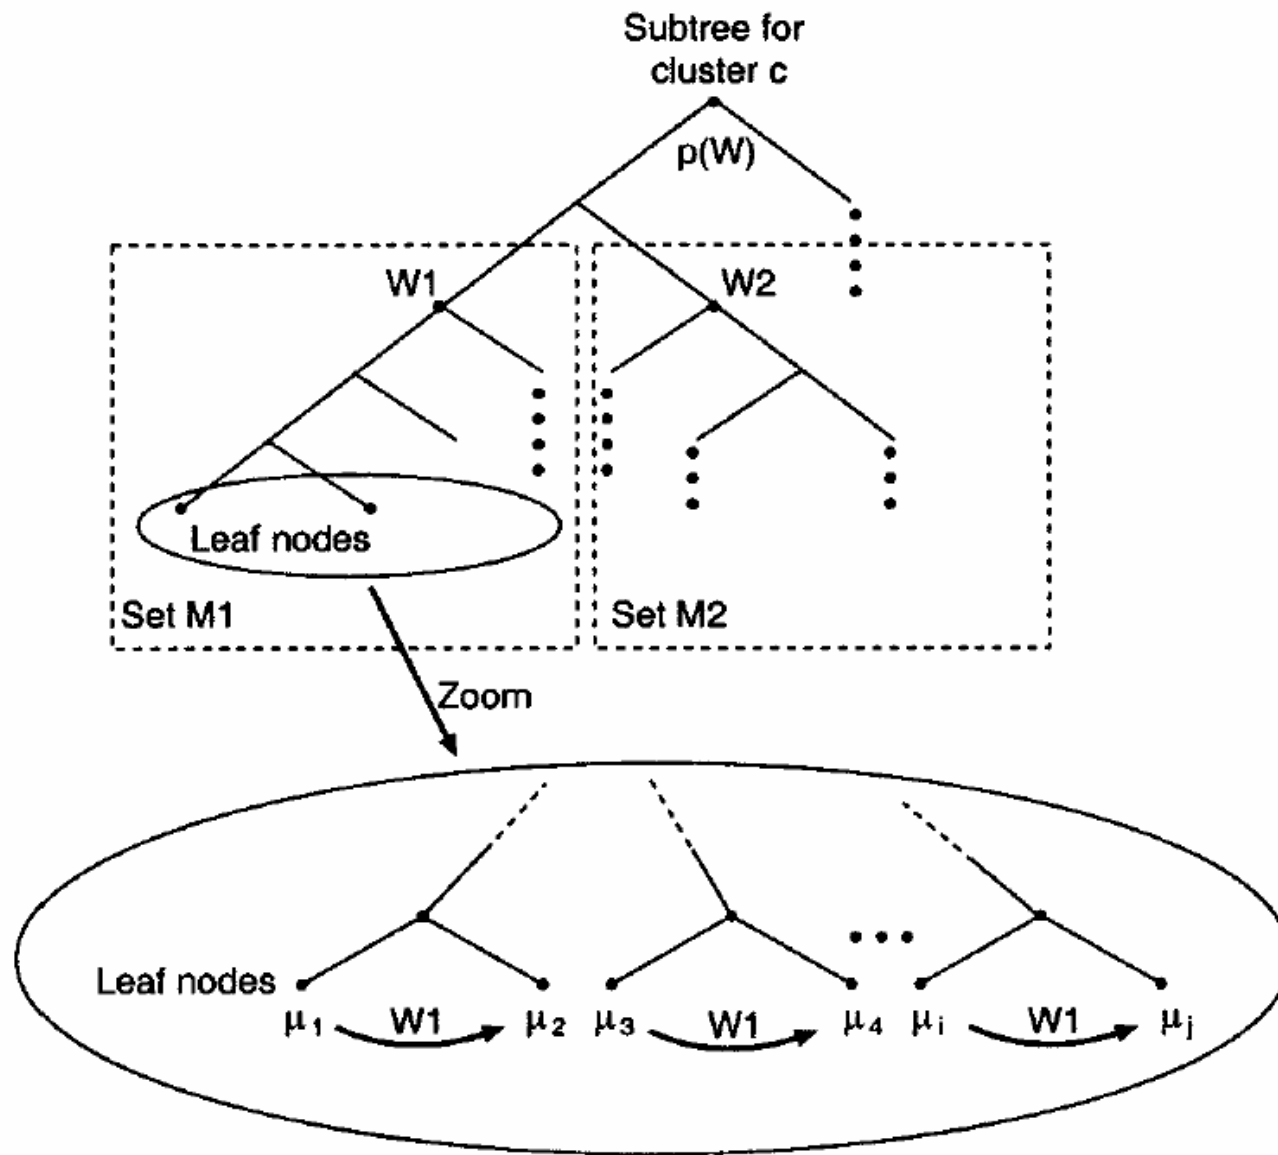 Subtree for
cluster c
p(W)
W1
W2
Leaf nodes
Set M1
Set M2
Zoom
Leaf nodes
μ₁ W1 μ₂ μ₃ W1 μ₄ μᵢ W1 μⱼ